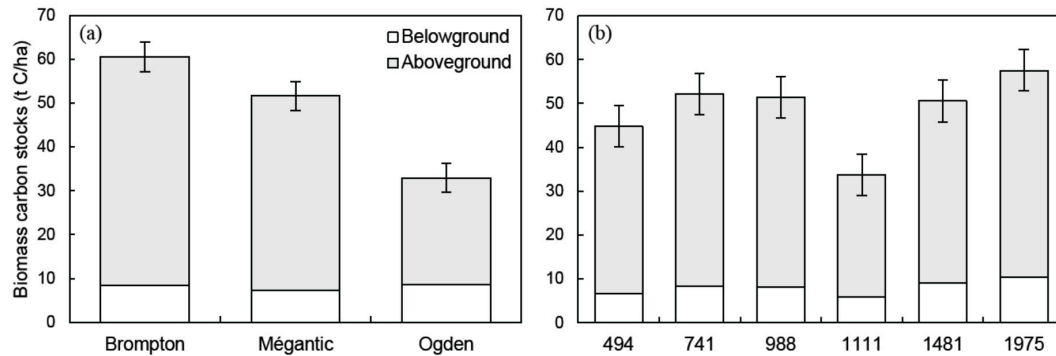 Biomass carbon stocks (t C/ha)
70
60
50
40
30
20
10
0
(a)
Belowground
Aboveground
Brompton Mégantic Ogden
70
60
50
40
30
20
10
0
(b)
494 741 988 1111 1481 1975